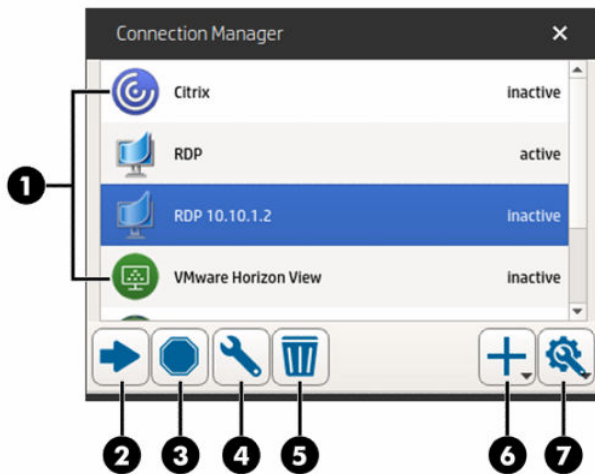 Connection Manager
Citrix inactive
RDP active
1
RDP 10.10.1.2 inactive
VMware Horizon View inactive
2 3 4 5 6 7